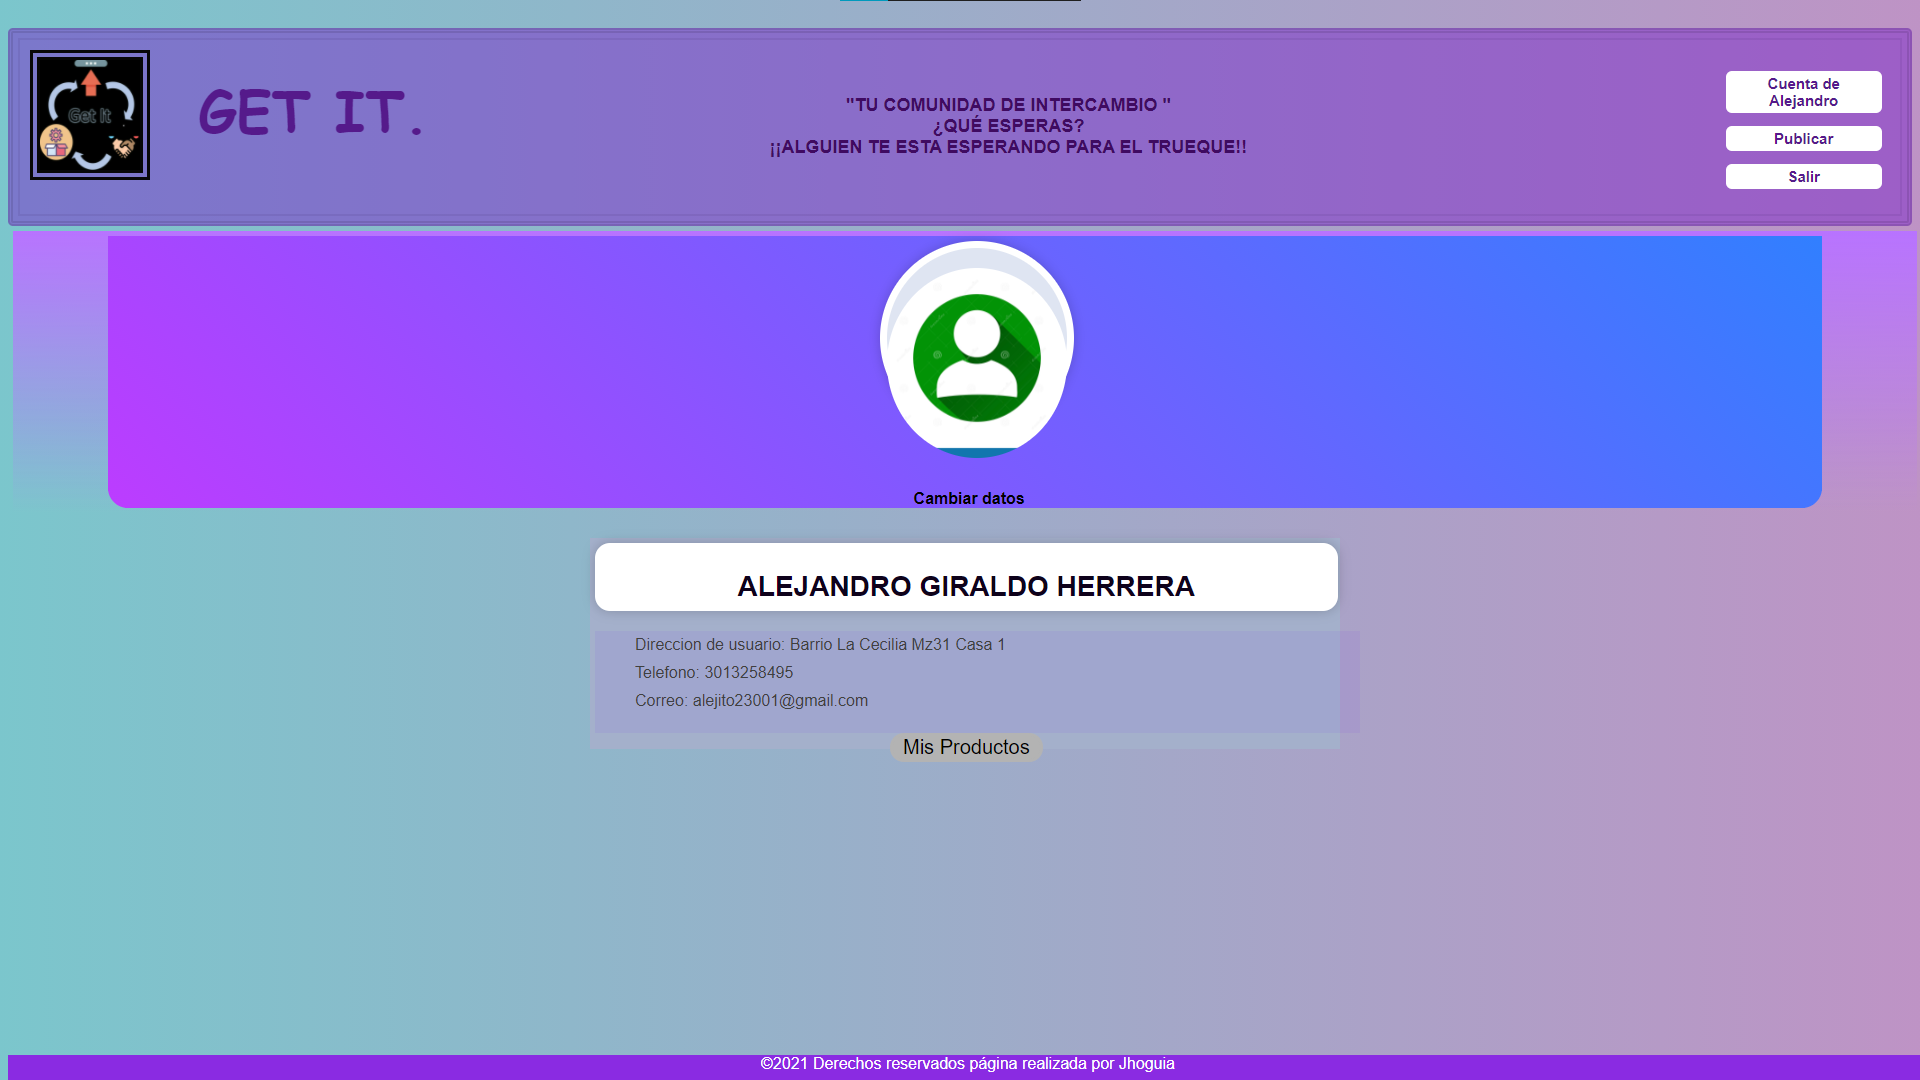 Get It
GET IT.
"TU COMUNIDAD DE INTERCAMBIO "
¿QUÉ ESPERAS?
¡¡ALGUIEN TE ESTA ESPERANDO PARA EL TRUEQUE!!
Cuenta de
Alejandro
Publicar
Salir
Cambiar datos
ALEJANDRO GIRALDO HERRERA
Direccion de usuario: Barrio La Cecilia Mz31 Casa 1
Telefono: 3013258495
Correo: alejito23001@gmail.com
Mis Productos
©2021 Derechos reservados página realizada por Jhoguia